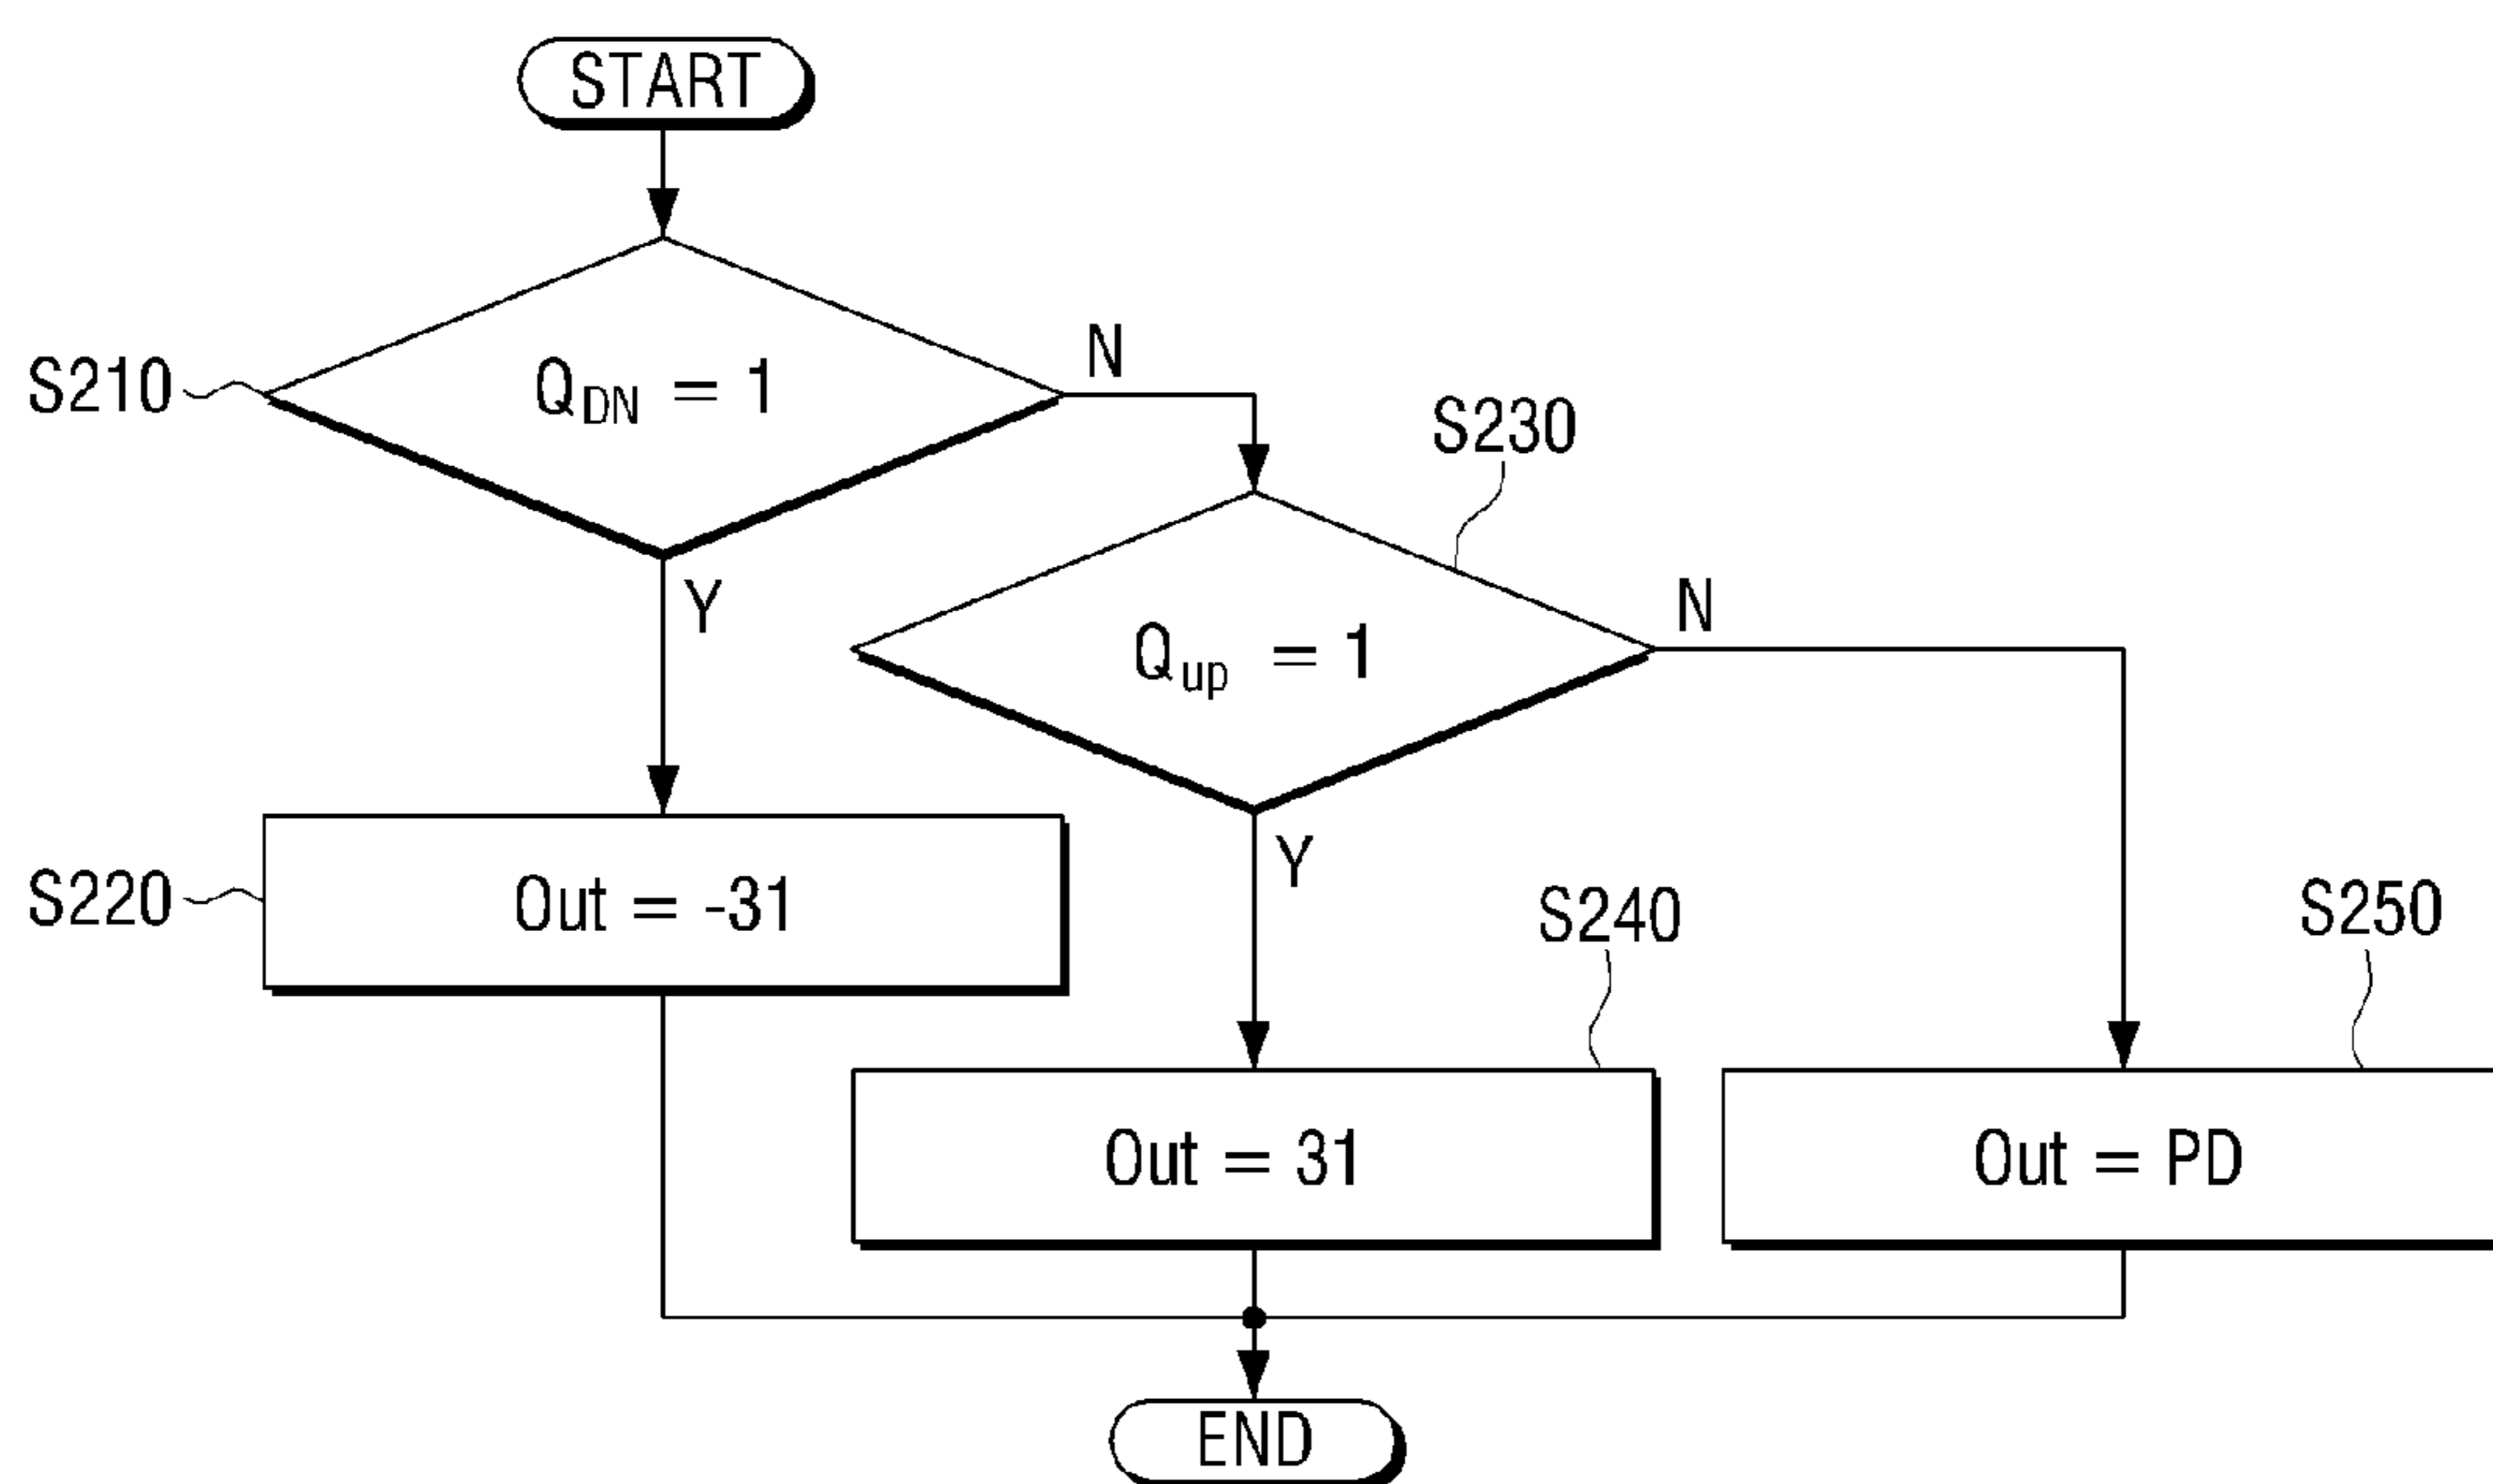 START
S210
Q_DN = 1
N
S230
Y
Q_up = 1
N
S220
Out = -31
Y
S240
S250
Out = 31
Out = PD
END